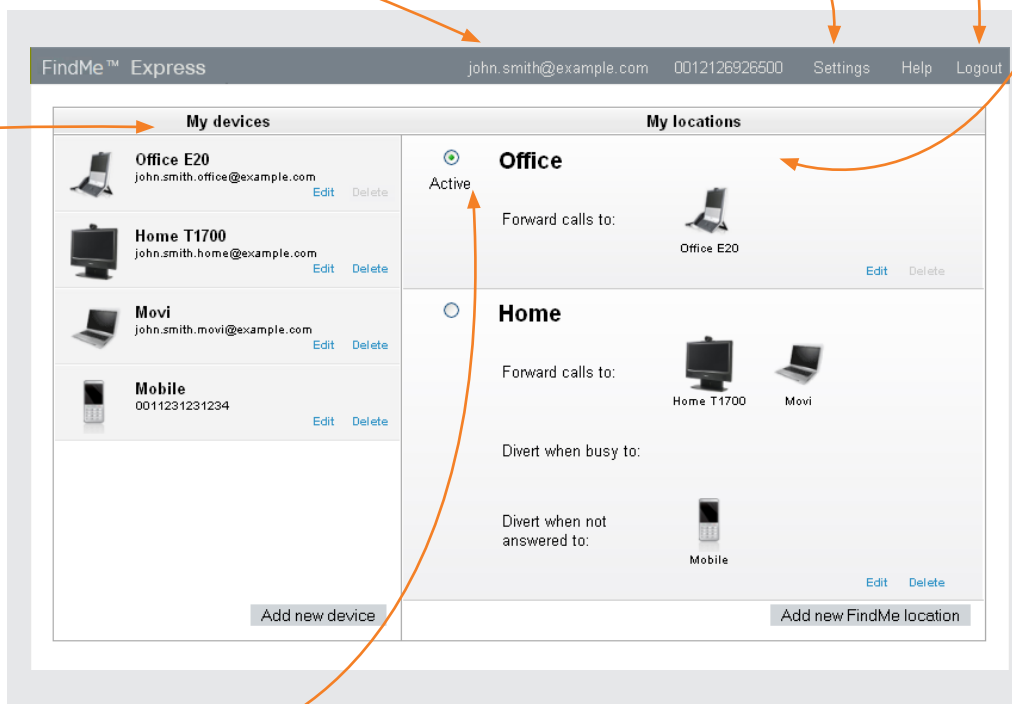 FindMe™ Express john.smith@example.com 0012126926500 Settings Help Logout
My devices
Office E20
john.smith.office@example.com
Edit Delete
Home T1700
john.smith.home@example.com
Edit Delete
Movi
john.smith.movi@example.com
Edit Delete
Mobile
0011231231234
Edit Delete
Add new device
My locations
Active
Office
Forward calls to:
Office E20
Edit Delete
Home
Forward calls to:
Home T1700 Movi
Divert when busy to:
Divert when not
answered to:
Mobile
Edit Delete
Add new FindMe location